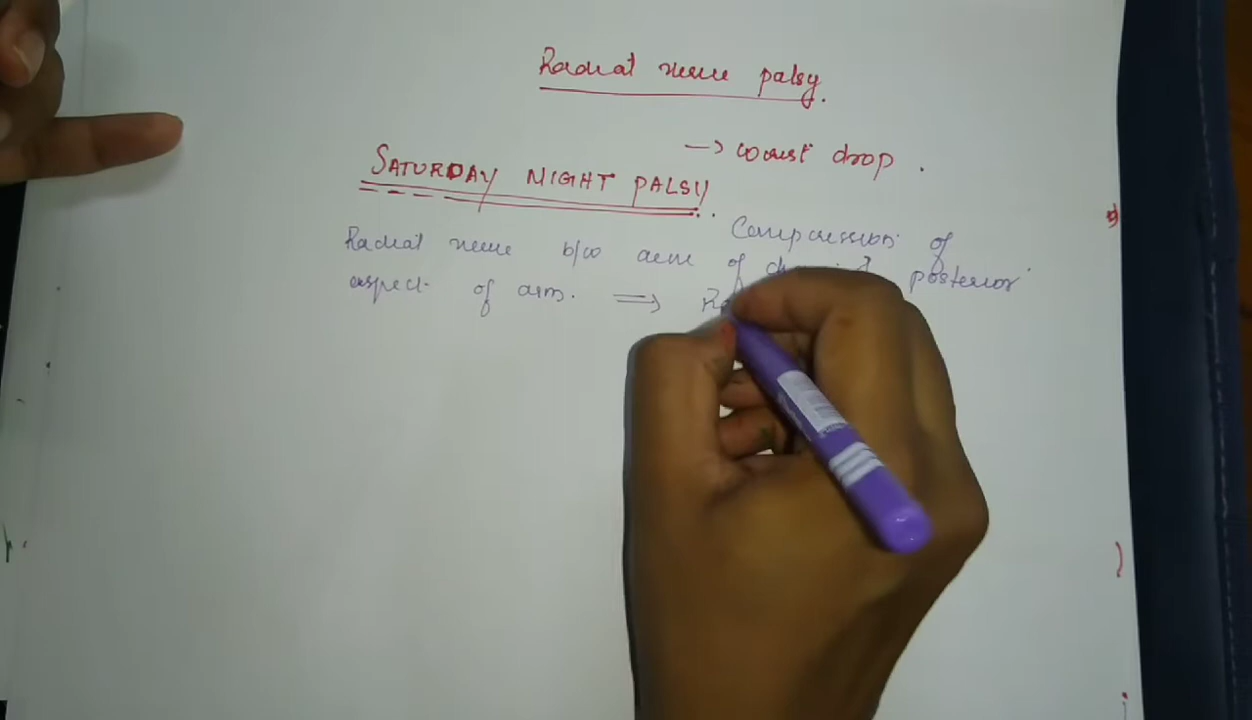 Radial nerve palsy.
→ wrist drop.
SATURDAY NIGHT PALSY.
Compression of
Radial nerve b/w arm of posterior
aspect of arm. ⇒